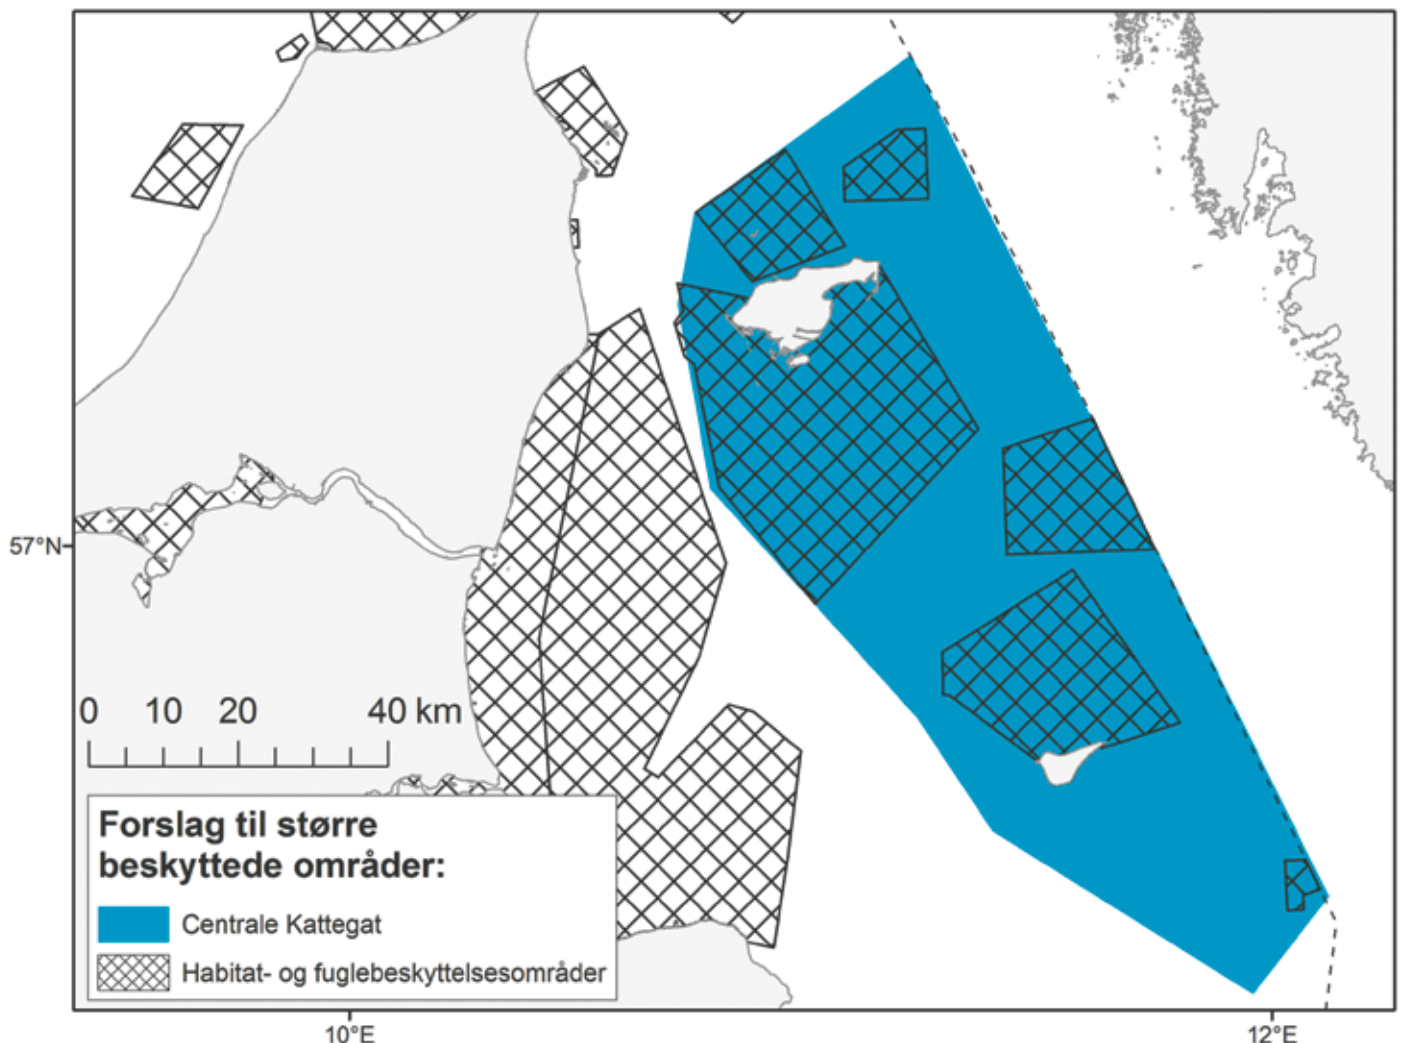 57°N
0 10 20 40 km
Forslag til større
beskyttede områder:
Centrale Kattegat
Habitat- og fuglebeskyttelsesområder
10°E 12°E